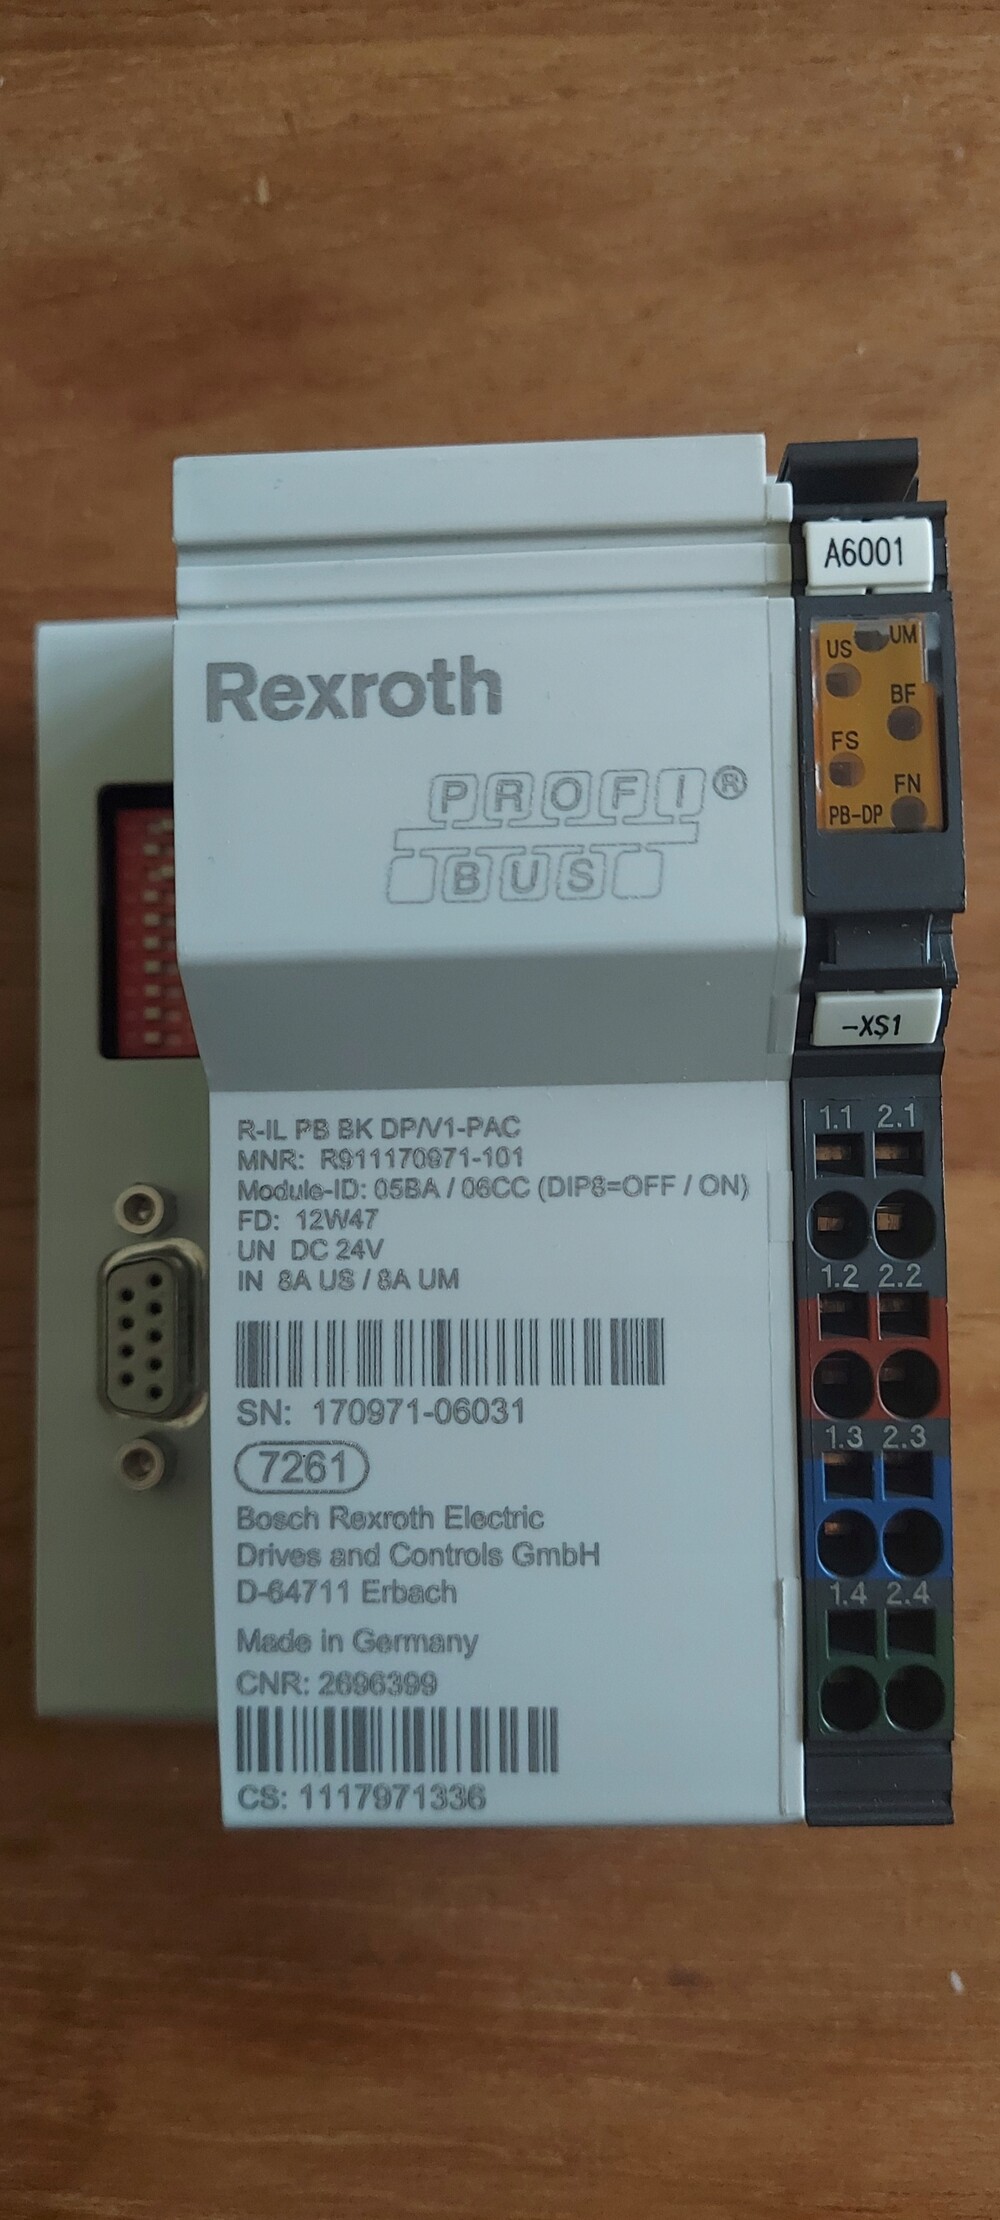 A6001
US UM
BF
FS
FN
PB-DP
Rexroth
PROFI®
BUS
-XS1
R-IL PB BK DP/V1-PAC
MNR: R911170971-101
Module-ID: 05BA / 06CC (DIP8=OFF / ON)
FD: 12W47
UN DC 24V
IN 8A US / 8A UM
SN: 170971-06031
7261
Bosch Rexroth Electric
Drives and Controls GmbH
D-64711 Erbach
Made in Germany
CNR: 2696399
CS: 1117971336
1.1 2.1
1.2 2.2
1.3 2.3
1.4 2.4